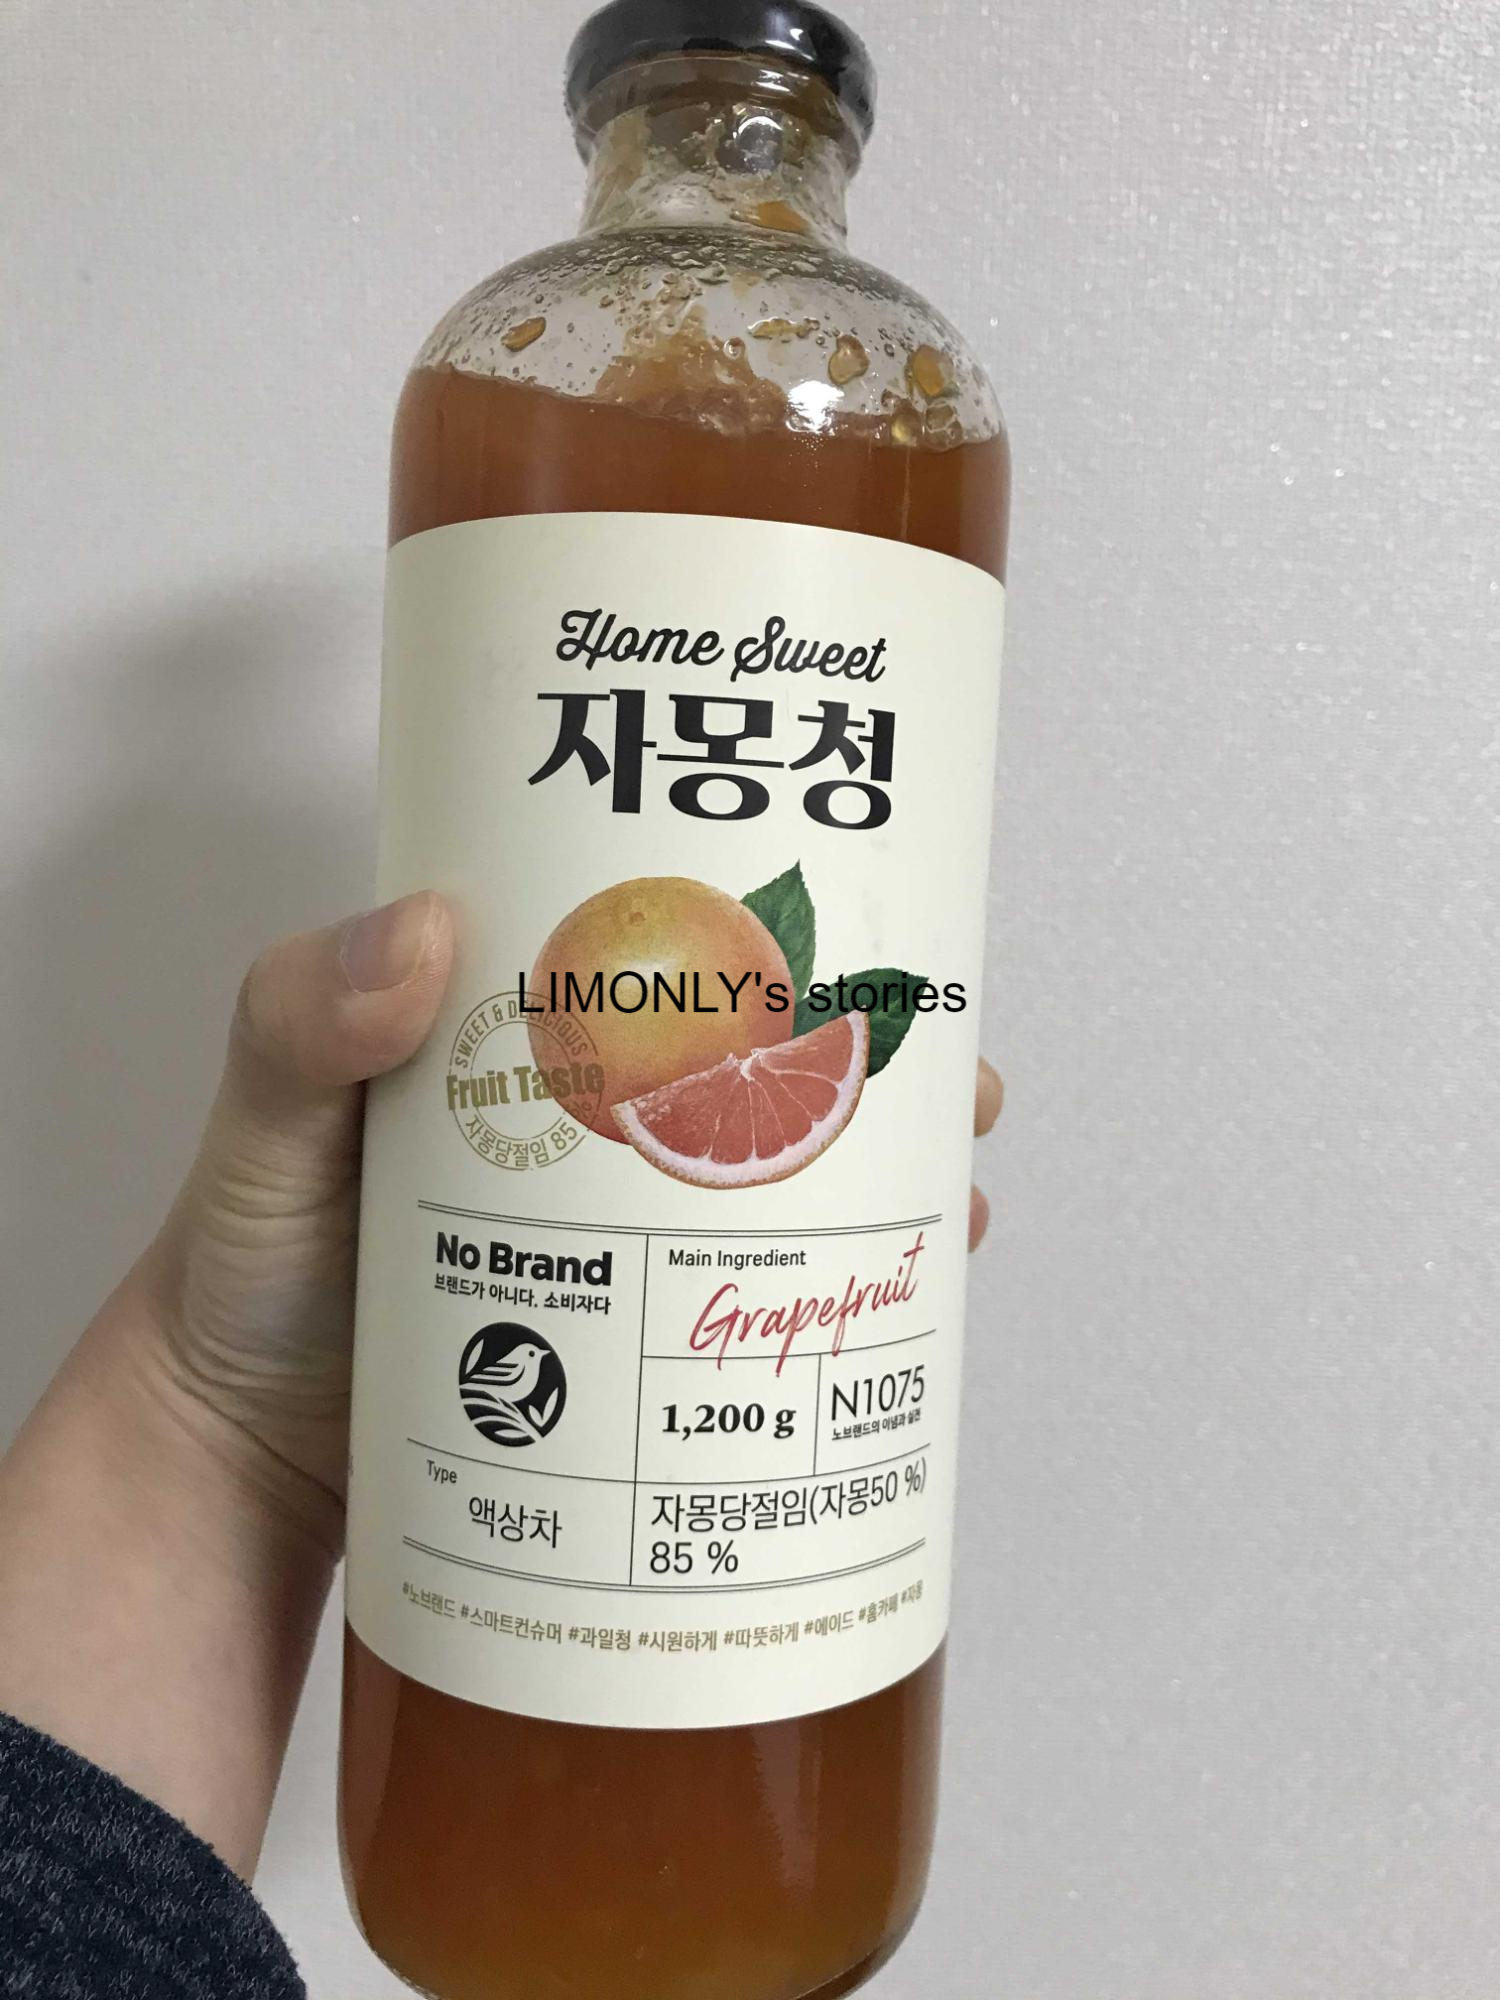 Home Sweet
자몽청
LIMONLY's stories
SWEET & DELICIOUS
Fruit Taste
자몽당절임 85 %
No Brand
브랜드가 아니다. 소비자다
Main Ingredient
Grapefruit
1,200 g
N1075
노브랜드의 이념과 실천
Type
액상차
자몽당절임(자몽50 %)
85 %
#노브랜드 #스마트컨슈머 #과일청 #시원하게 #따뜻하게 #에이드 #홈카페 #자몽